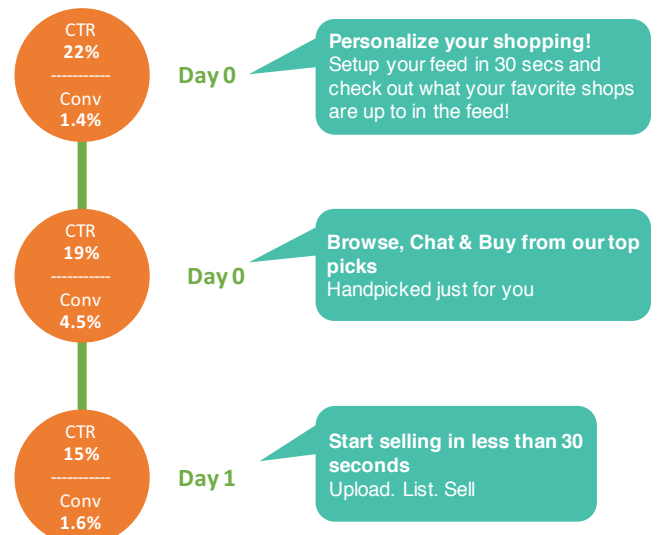 CTR
22%
-----------
Conv
1.4%
Day 0
Personalize your shopping!
Setup your feed in 30 secs and
check out what your favorite shops
are up to in the feed!
CTR
19%
-----------
Conv
4.5%
Day 0
Browse, Chat & Buy from our top
picks
Handpicked just for you
CTR
15%
-----------
Conv
1.6%
Day 1
Start selling in less than 30
seconds
Upload. List. Sell